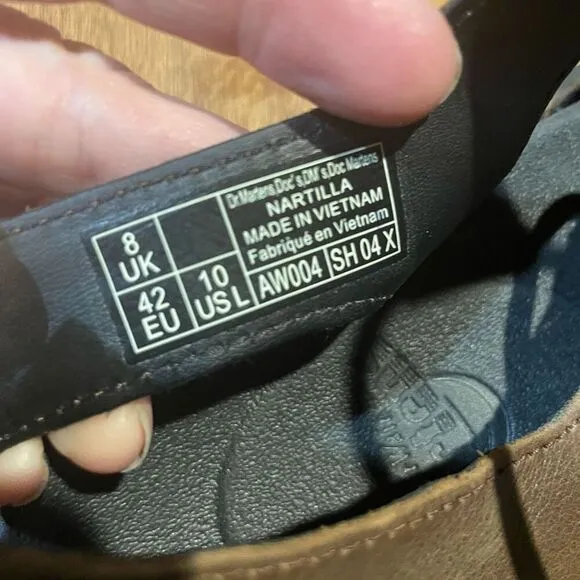 Dr.Martens,Doc's,DM's,Doc Martens
NARTILLA
MADE IN VIETNAM
Fabriqué en Vietnam
8
UK
42
EU
10
US L
AW004
SH 04 X